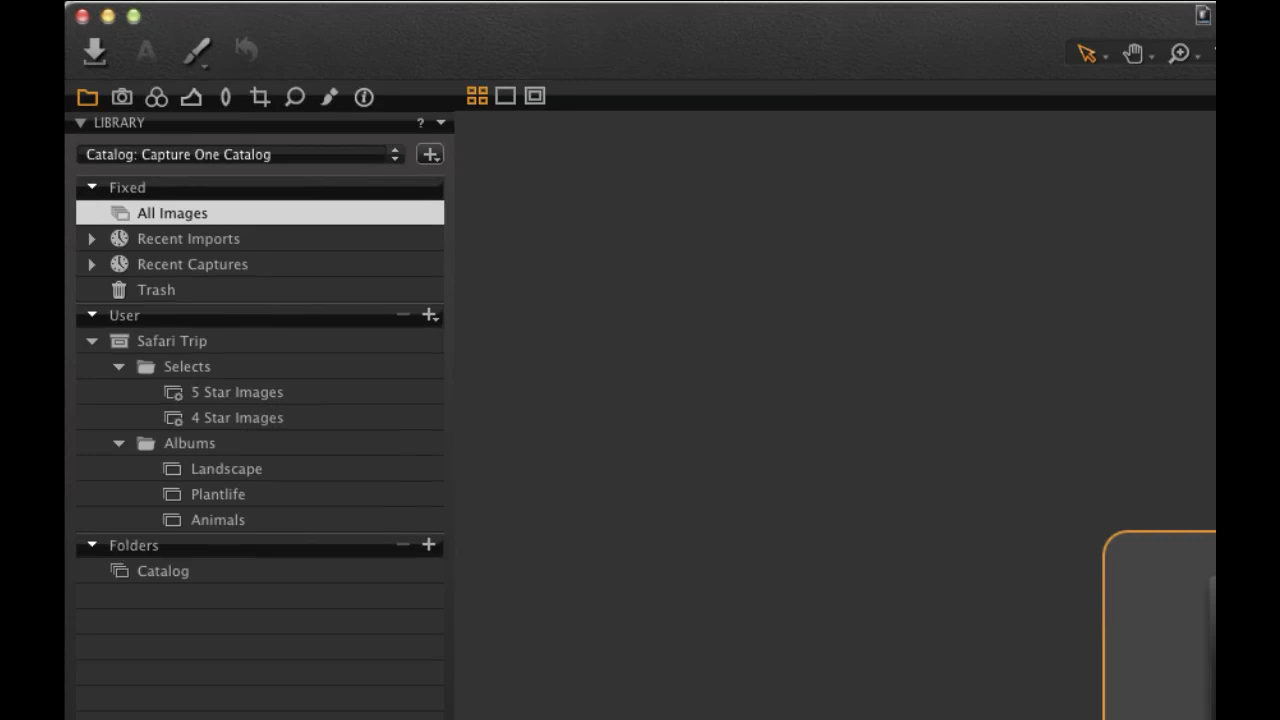 LIBRARY ?
Catalog: Capture One Catalog
Fixed
All Images
Recent Imports
Recent Captures
Trash
User
Safari Trip
Selects
5 Star Images
4 Star Images
Albums
Landscape
Plantlife
Animals
Folders
Catalog